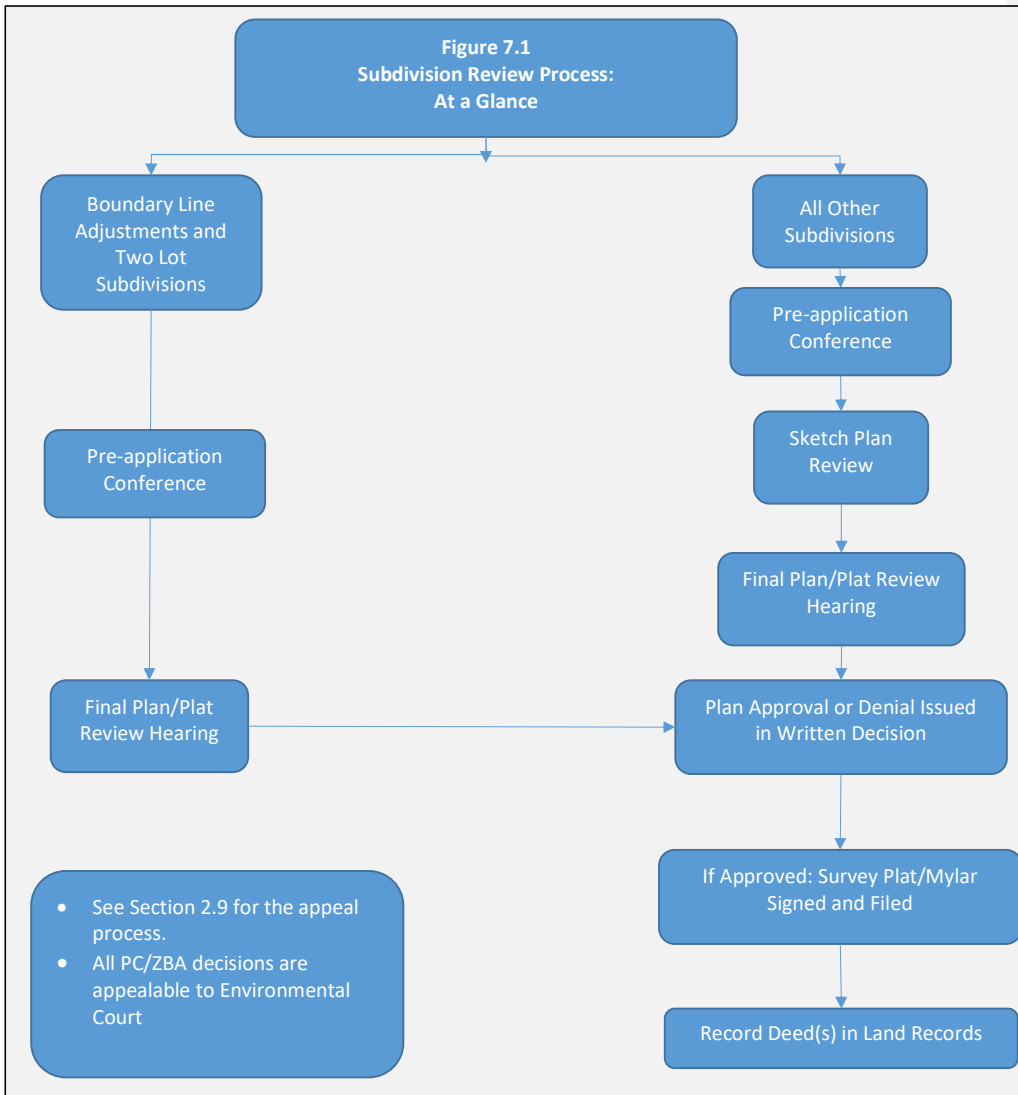 Figure 7.1
Subdivision Review Process:
At a Glance
Boundary Line
Adjustments and
Two Lot
Subdivisions
Pre-application
Conference
Final Plan/Plat
Review Hearing
All Other
Subdivisions
Pre-application
Conference
Sketch Plan
Review
Final Plan/Plat Review
Hearing
Plan Approval or Denial Issued
in Written Decision
If Approved: Survey Plat/Mylar
Signed and Filed
Record Deed(s) in Land Records
• See Section 2.9 for the appeal
process.
• All PC/ZBA decisions are
appealable to Environmental
Court